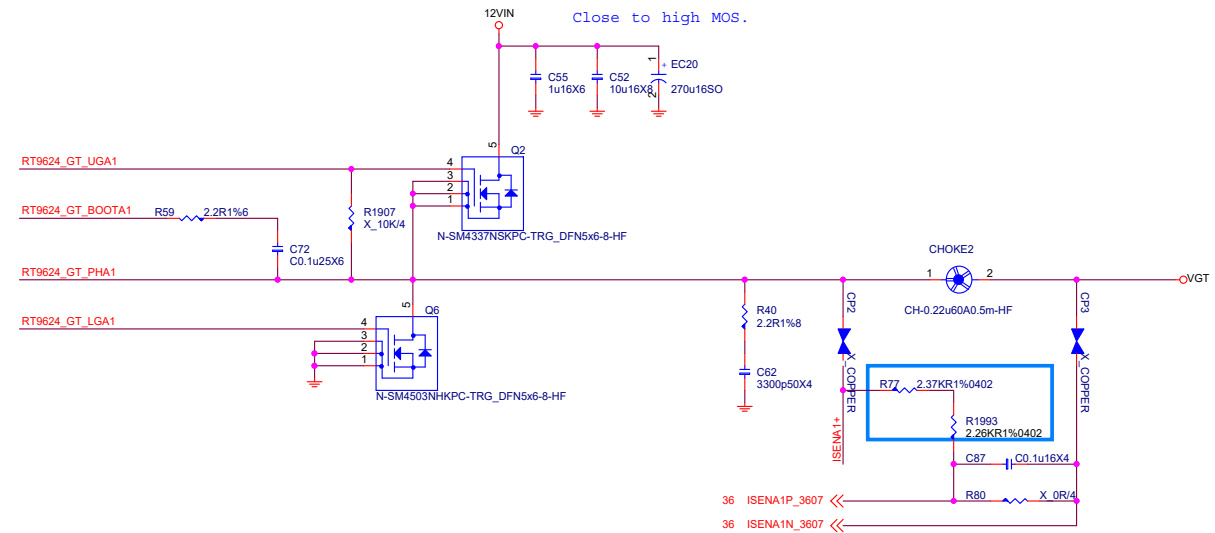 12VIN
Close to high MOS.
1
+ EC20
C55
1u16X6
C52
10u16X8
2
270u16SO
5
Q2
RT9624_GT_UGA1
4
3
2
1
RT9624_GT_BOOTA1
R59
2.2R1%6
R1907
X_10K/4
N-SM4337NSKPC-TRG_DFN5x6-8-HF
C72
C0.1u25X6
CHOKE2
RT9624_GT_PHA1
1
2
VGT
5
Q6
CP2
CP3
R40
2.2R1%8
CH-0.22u60A0.5m-HF
RT9624_GT_LGA1
4
3
2
1
X_COPPER
X_COPPER
C62
3300p50X4
R77
2.37KR1%0402
N-SM4503NHKPC-TRG_DFN5x6-8-HF
R1993
2.26KR1%0402
ISENA1+
C87
C0.1u16X4
36 ISENA1P_3607
R80
X_0R/4
36 ISENA1N_3607